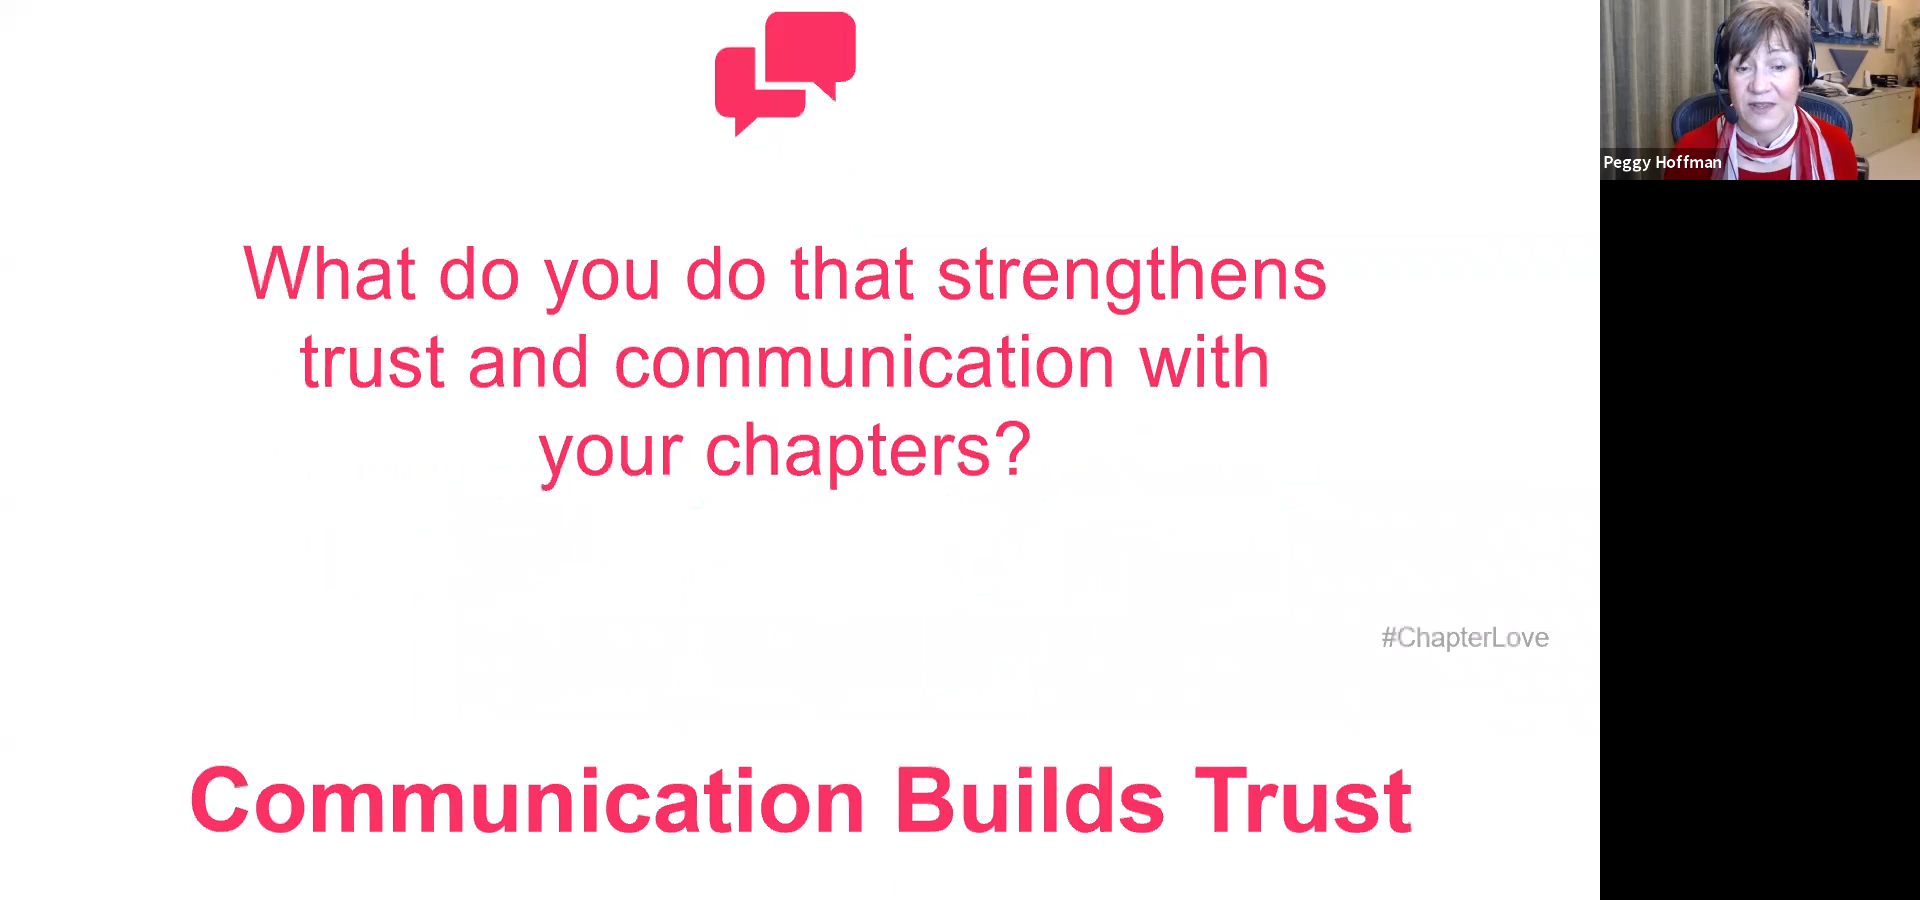 What do you do that strengthens
trust and communication with
your chapters?
#ChapterLove
Communication Builds Trust
Peggy Hoffman